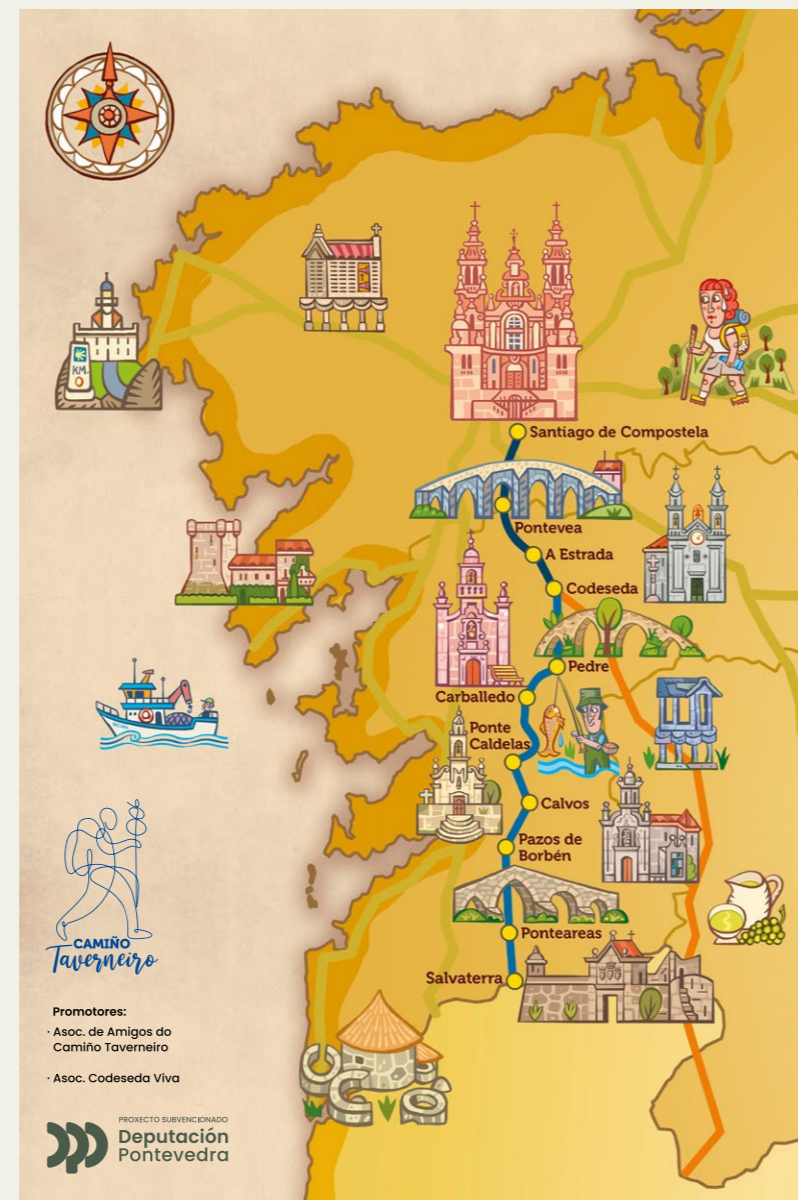 KM.
0
Santiago de Compostela
Pontevea
A Estrada
Codeseda
Pedre
Carballedo
Ponte
Caldelas
Calvos
Pazos de
Borbén
Ponteareas
Salvaterra
CAMIÑO
Taverneiro
Promotores:
· Asoc. de Amigos do
Camiño Taverneiro
· Asoc. Codeseda Viva
PROXECTO SUBVENCIONADO
Deputación
Pontevedra